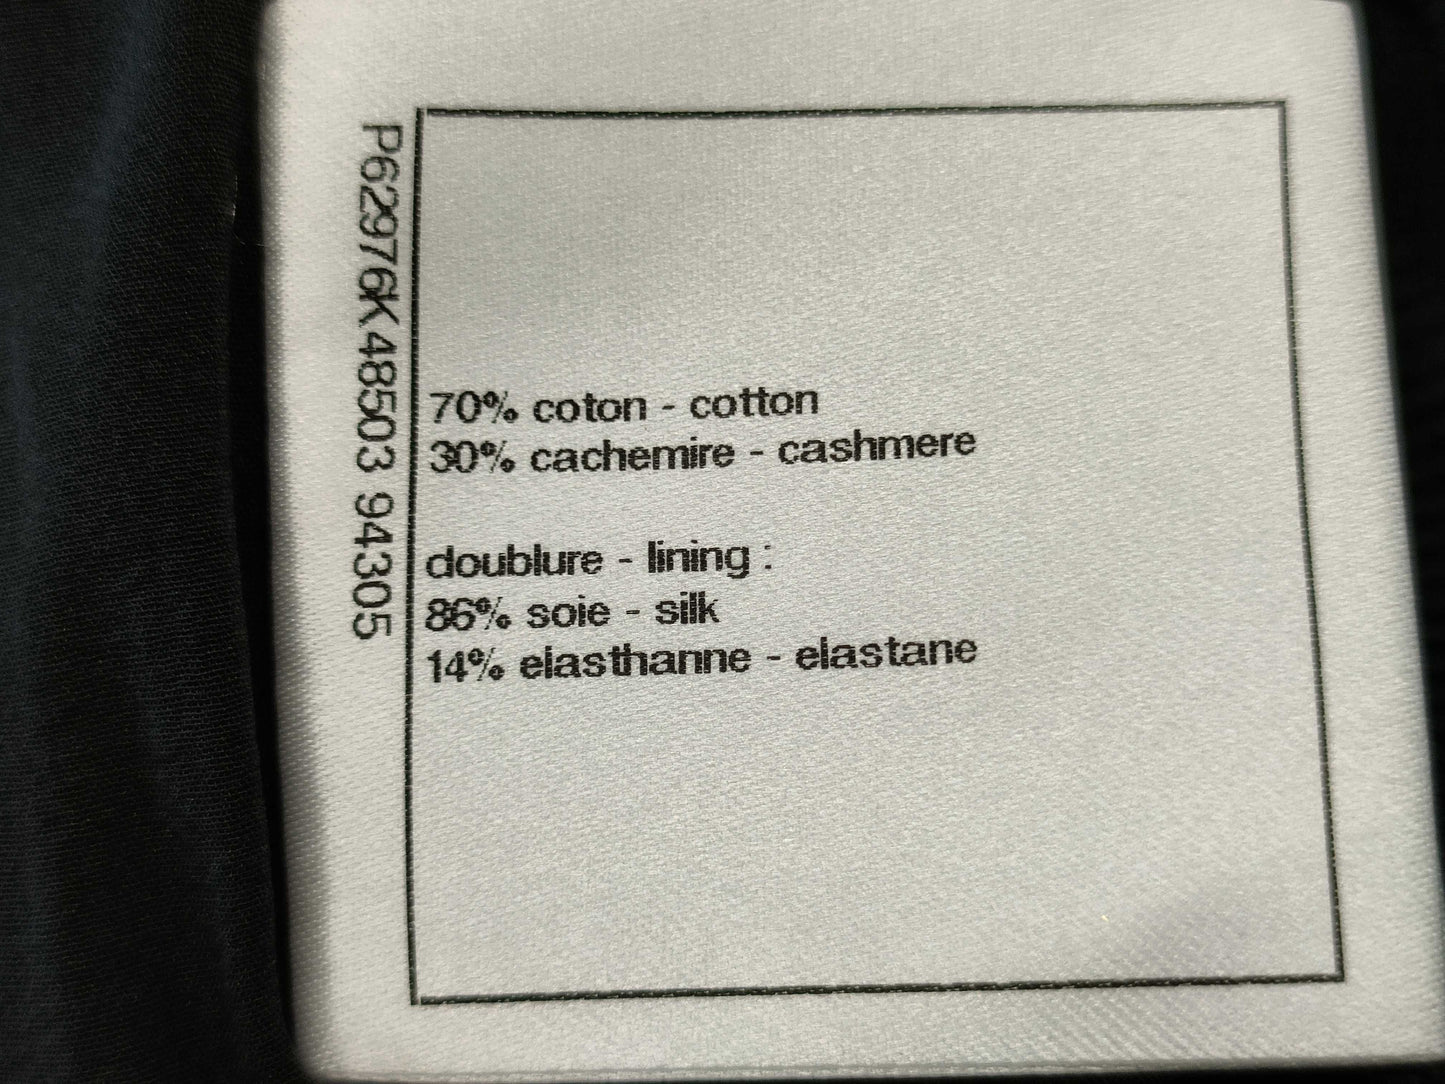 P62976K48503 94305
70% coton - cotton
30% cachemire - cashmere
doublure - lining :
86% soie - silk
14% elasthanne - elastane